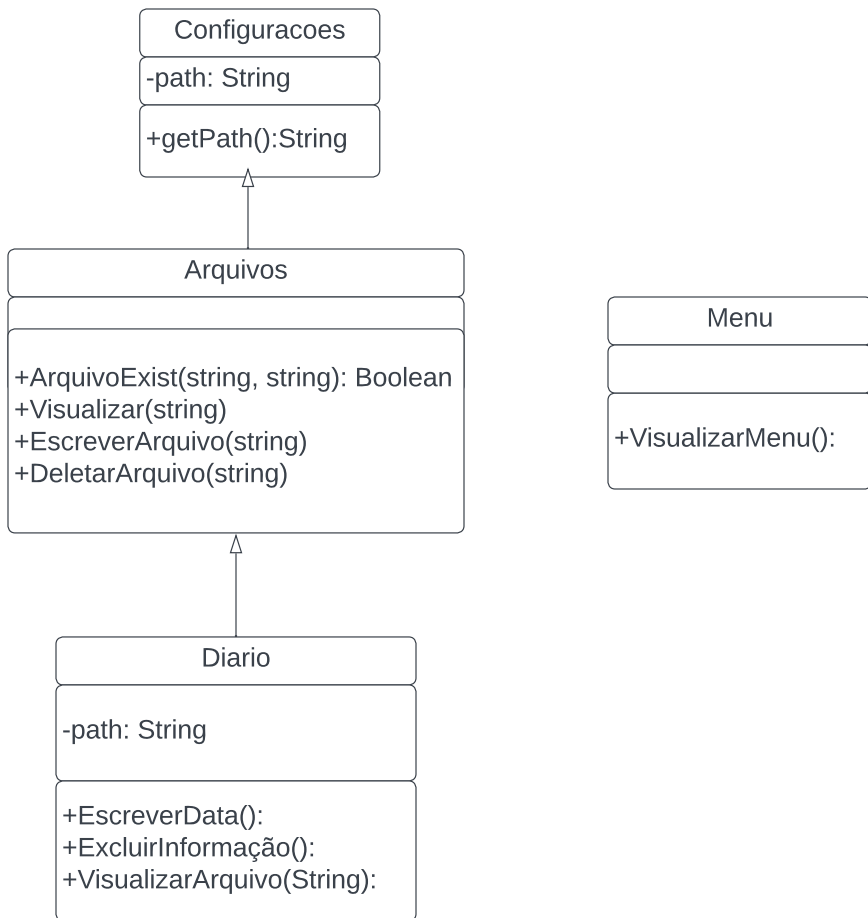 Configuracoes
-path: String
+getPath():String
Arquivos
+ArquivoExist(string, string): Boolean
+Visualizar(string)
+EscreverArquivo(string)
+DeletarArquivo(string)
Menu
+VisualizarMenu():
Diario
-path: String
+EscreverData():
+ExcluirInformação():
+VisualizarArquivo(String):